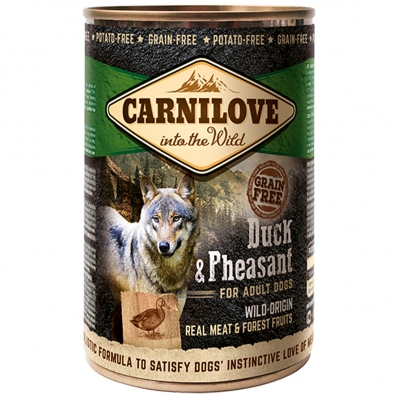 GRAIN-FREE ★ POTATO-FREE ★ GRAIN-FREE ★ POTATO-FREE
CARNILOVE
into the Wild
GRAIN
FREE
Duck
& Pheasant
FOR ADULT DOGS
WILD-ORIGIN
REAL MEAT & FOREST FRUITS
FORMULA TO SATISFY DOGS' INSTINCTIVE LOVE OF